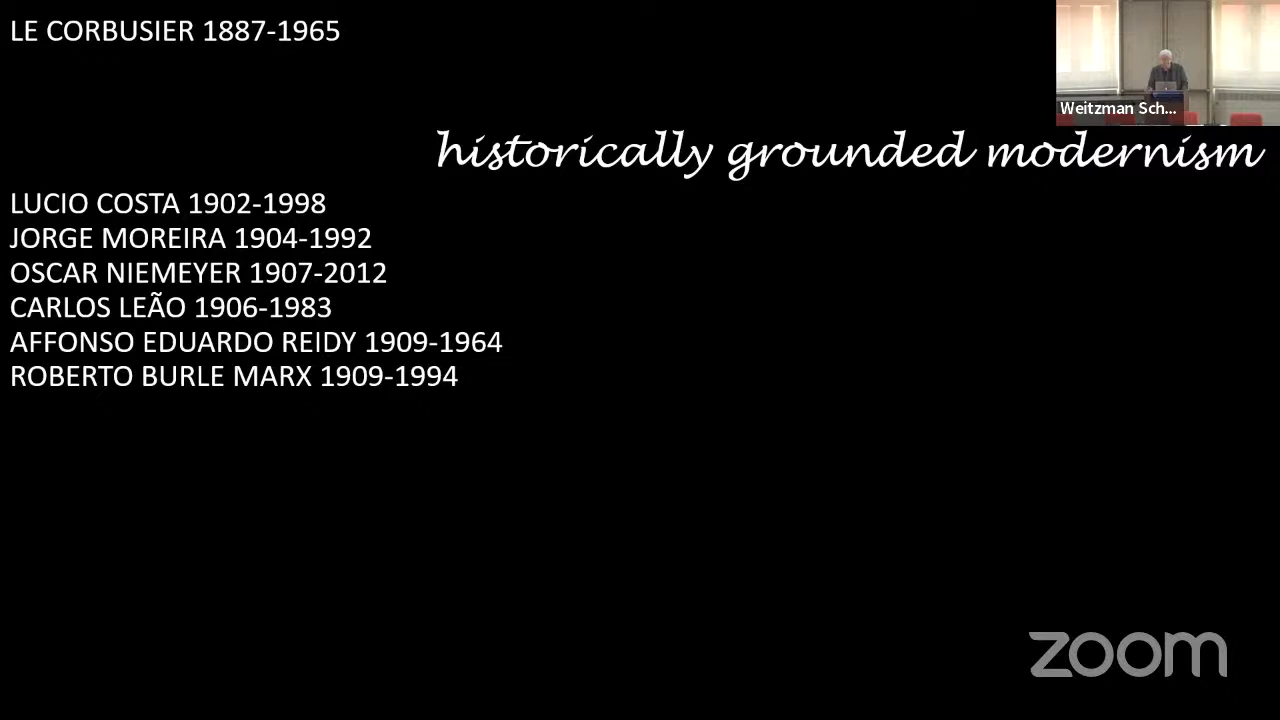 LE CORBUSIER 1887-1965
Weitzman Sch...
historically grounded modernism
LUCIO COSTA 1902-1998
JORGE MOREIRA 1904-1992
OSCAR NIEMEYER 1907-2012
CARLOS LEÃO 1906-1983
AFFONSO EDUARDO REIDY 1909-1964
ROBERTO BURLE MARX 1909-1994
zoom